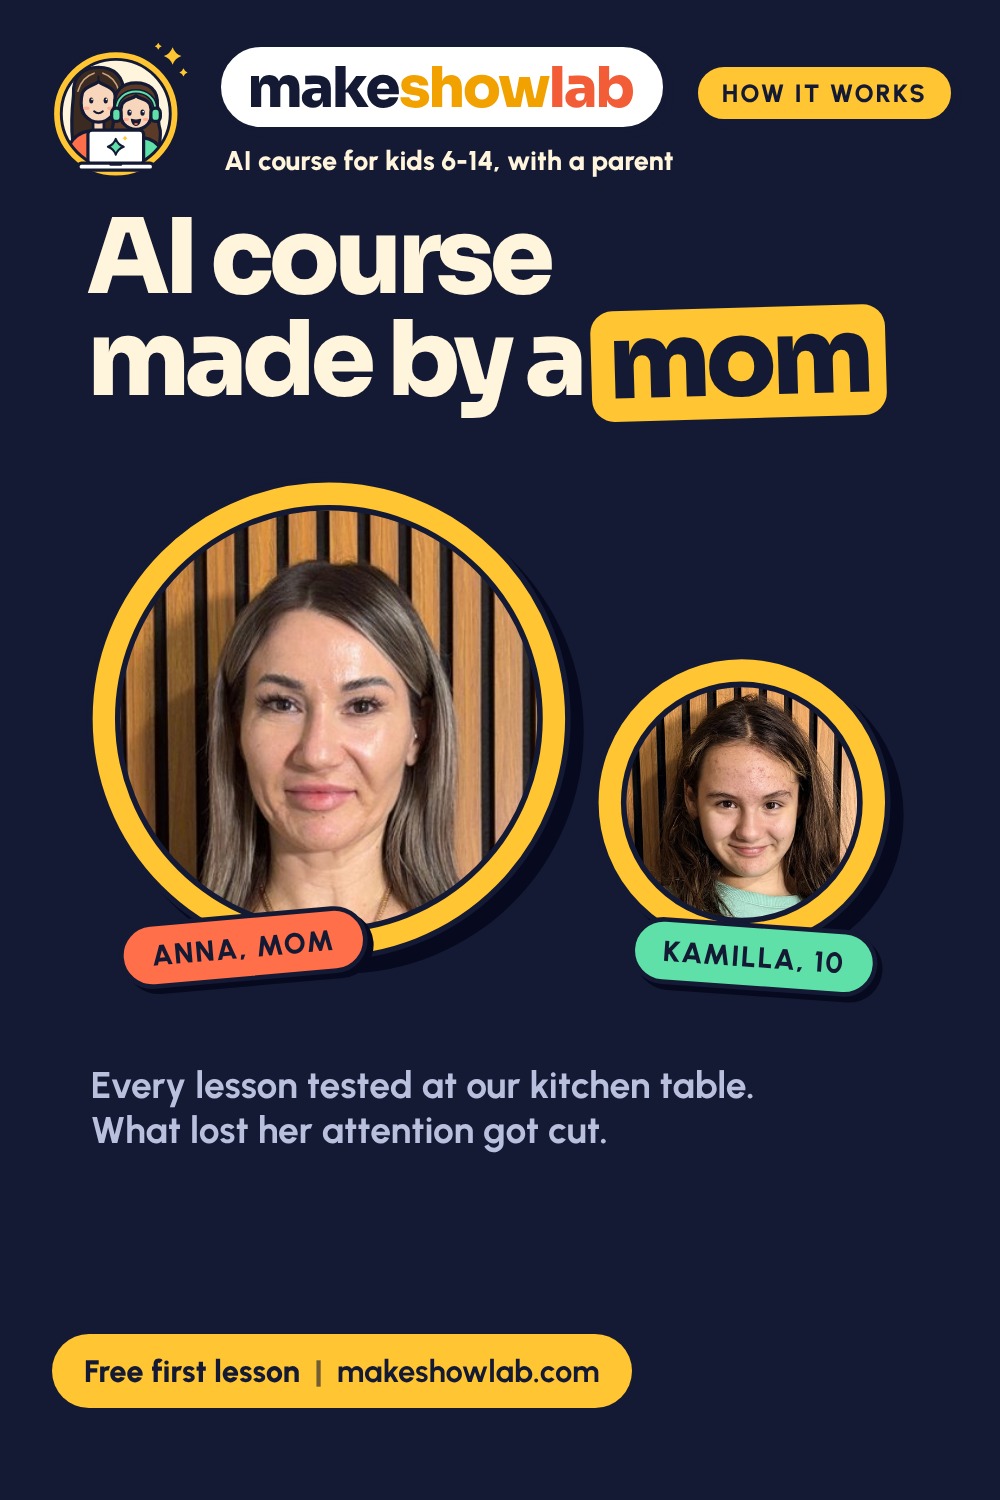 makeshowlab
HOW IT WORKS
AI course for kids 6-14, with a parent
AI course
made by a mom
ANNA, MOM
KAMILLA, 10
Every lesson tested at our kitchen table.
What lost her attention got cut.
Free first lesson | makeshowlab.com